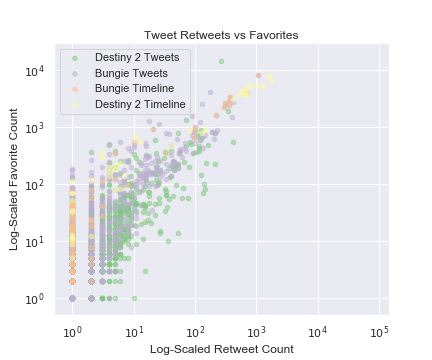 Tweet Retweets vs Favorites
Destiny 2 Tweets
Bungie Tweets
Bungie Timeline
Destiny 2 Timeline
10⁴
10³
10²
10¹
10⁰
Log-Scaled Favorite Count
10⁰ 10¹ 10² 10³ 10⁴ 10⁵
Log-Scaled Retweet Count